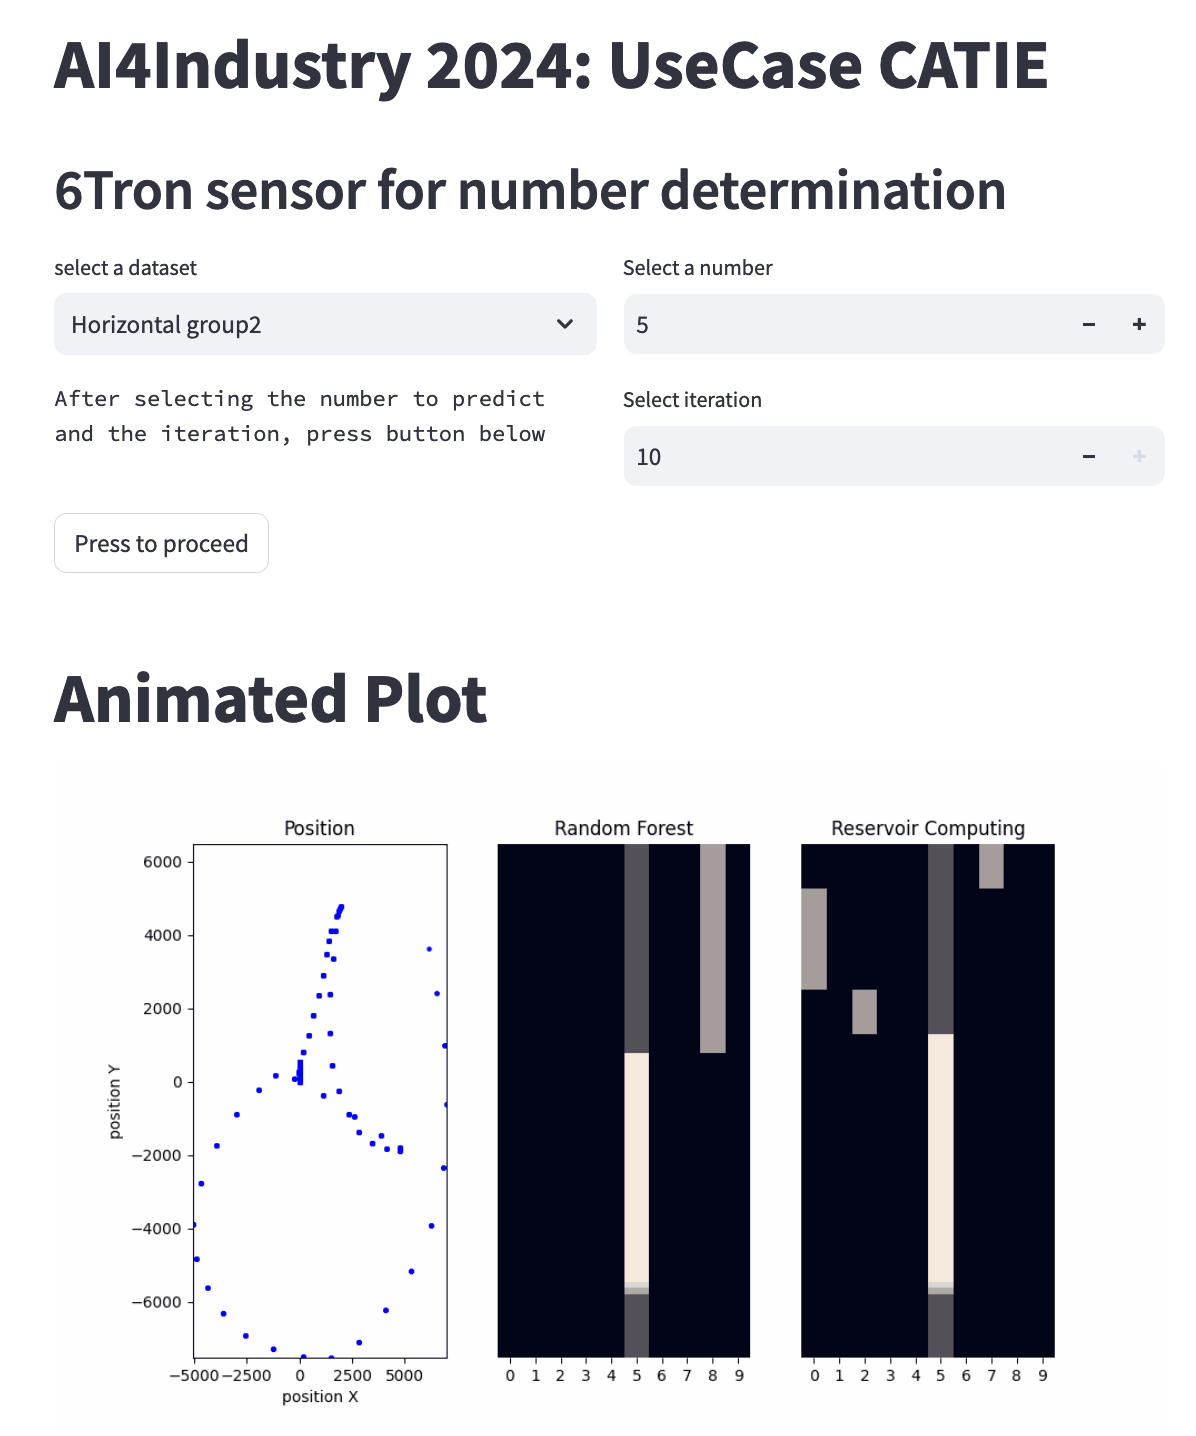 AI4Industry 2024: UseCase CATIE
6Tron sensor for number determination
select a dataset
Horizontal group2
Select a number
5
−
+
After selecting the number to predict
and the iteration, press button below
Select iteration
10
−
+
Press to proceed
Animated Plot
Position
6000
4000
2000
0
−2000
−4000
−6000
position Y
−5000 −2500 0 2500 5000
position X
Random Forest
0 1 2 3 4 5 6 7 8 9
Reservoir Computing
0 1 2 3 4 5 6 7 8 9